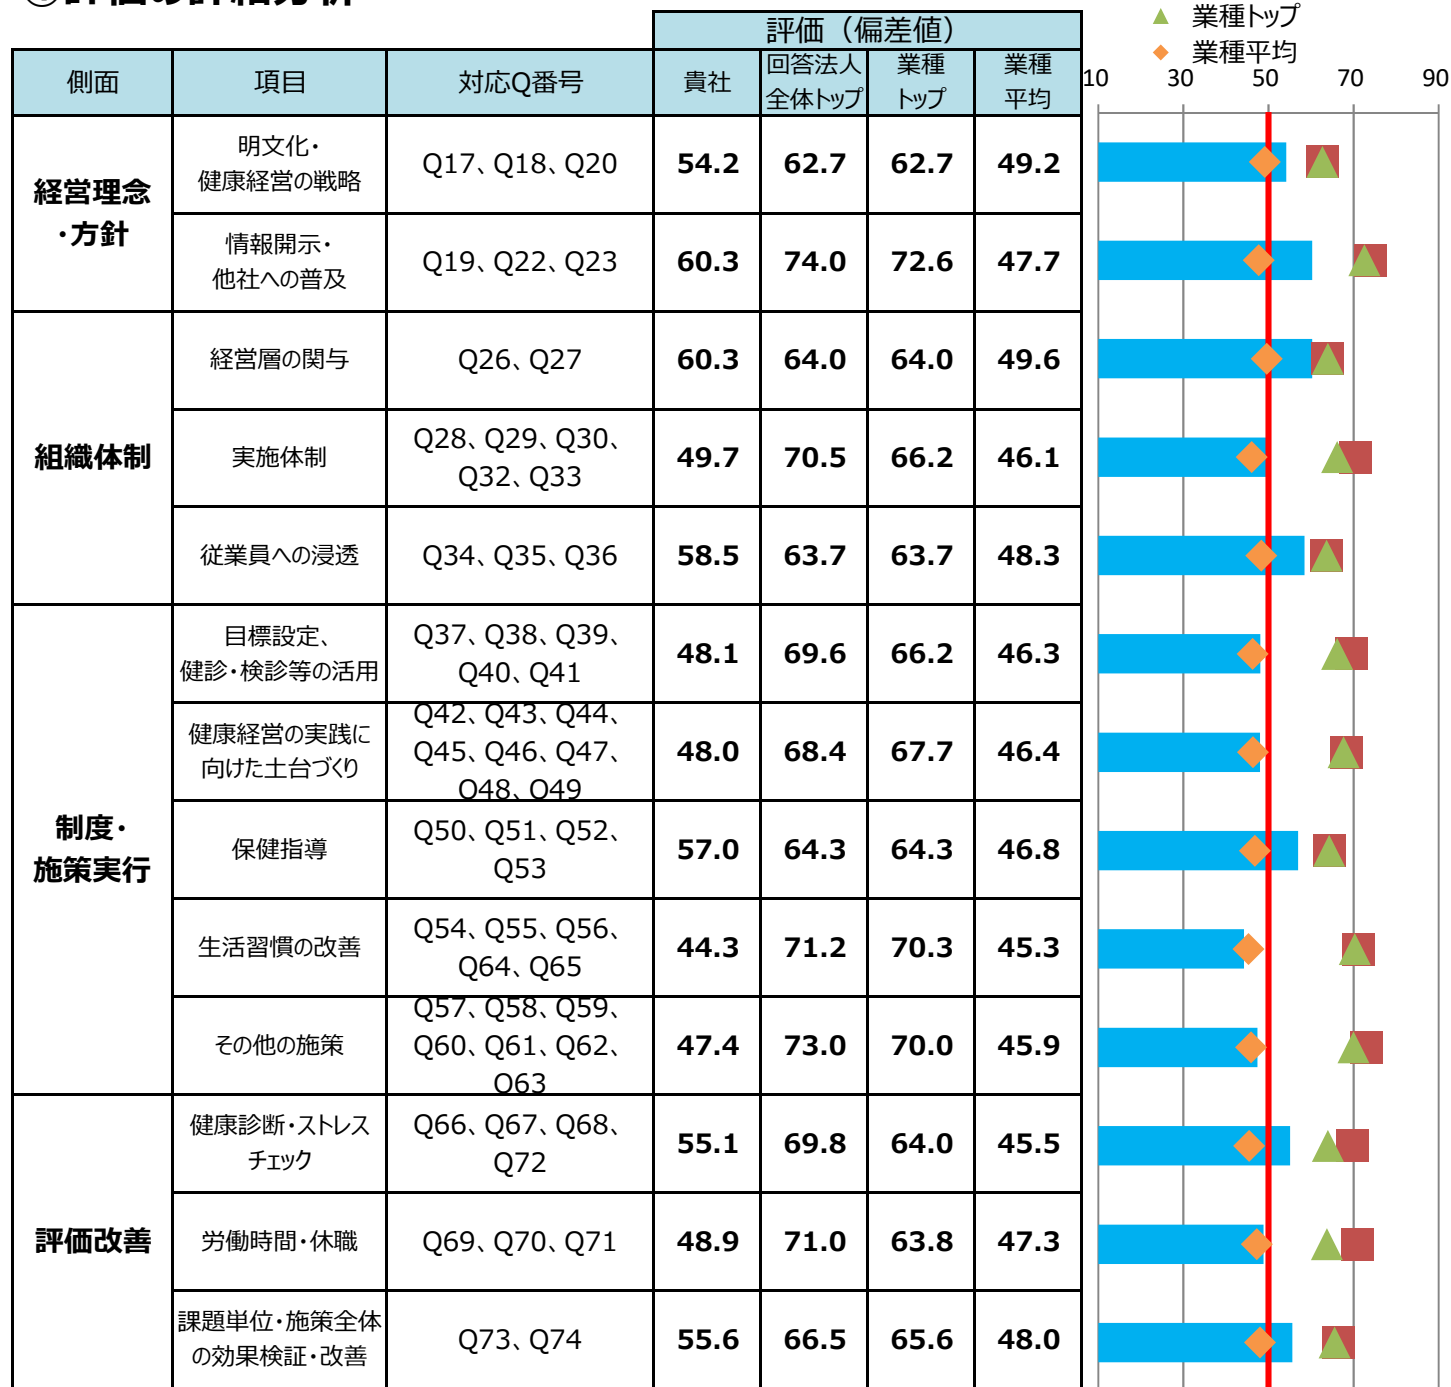 評価（偏差値）
側面 項目 対応Q番号 貴社 回答法人 業種 業種
全体トップ トップ 平均
▲ 業種トップ
◆ 業種平均
10 30 50 70 90
経営理念
・方針
明文化・
健康経営の戦略
Q17、Q18、Q20
54.2 62.7 62.7 49.2
情報開示・
他社への普及
Q19、Q22、Q23
60.3 74.0 72.6 47.7
組織体制
経営層の関与
Q26、Q27
60.3 64.0 64.0 49.6
実施体制
Q28、Q29、Q30、
Q32、Q33
49.7 70.5 66.2 46.1
従業員への浸透
Q34、Q35、Q36
58.5 63.7 63.7 48.3
制度・
施策実行
目標設定、
健診・検診等の活用
Q37、Q38、Q39、
Q40、Q41
48.1 69.6 66.2 46.3
健康経営の実践に
向けた土台づくり
Q42、Q43、Q44、
Q45、Q46、Q47、
Q48、Q49
48.0 68.4 67.7 46.4
保健指導
Q50、Q51、Q52、
Q53
57.0 64.3 64.3 46.8
生活習慣の改善
Q54、Q55、Q56、
Q64、Q65
44.3 71.2 70.3 45.3
その他の施策
Q57、Q58、Q59、
Q60、Q61、Q62、
Q63
47.4 73.0 70.0 45.9
評価改善
健康診断・ストレス
チェック
Q66、Q67、Q68、
Q72
55.1 69.8 64.0 45.5
労働時間・休職
Q69、Q70、Q71
48.9 71.0 63.8 47.3
課題単位・施策全体
の効果検証・改善
Q73、Q74
55.6 66.5 65.6 48.0